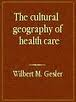 The cultural
geography of
health care
Wilbert M. Gesler